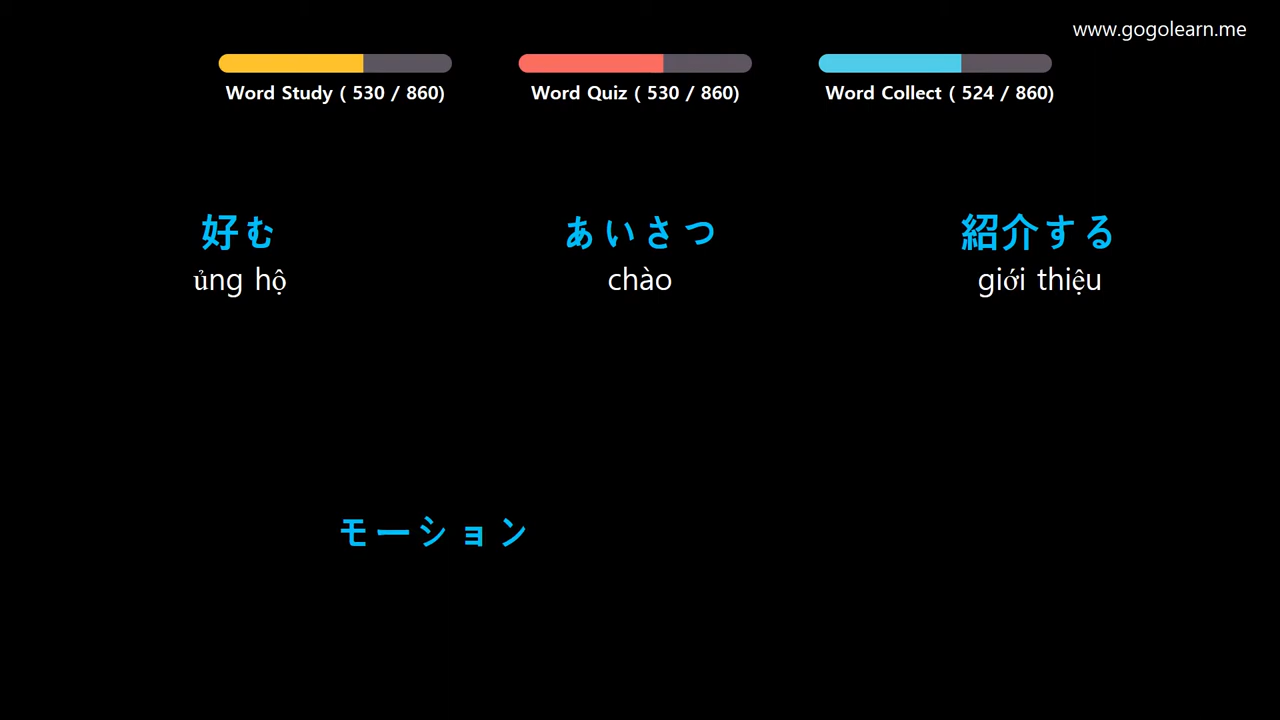 www.gogolearn.me
Word Study ( 530 / 860)
Word Quiz ( 530 / 860)
Word Collect ( 524 / 860)
好む
ủng hộ
あいさつ
chào
紹介する
giới thiệu
モーション